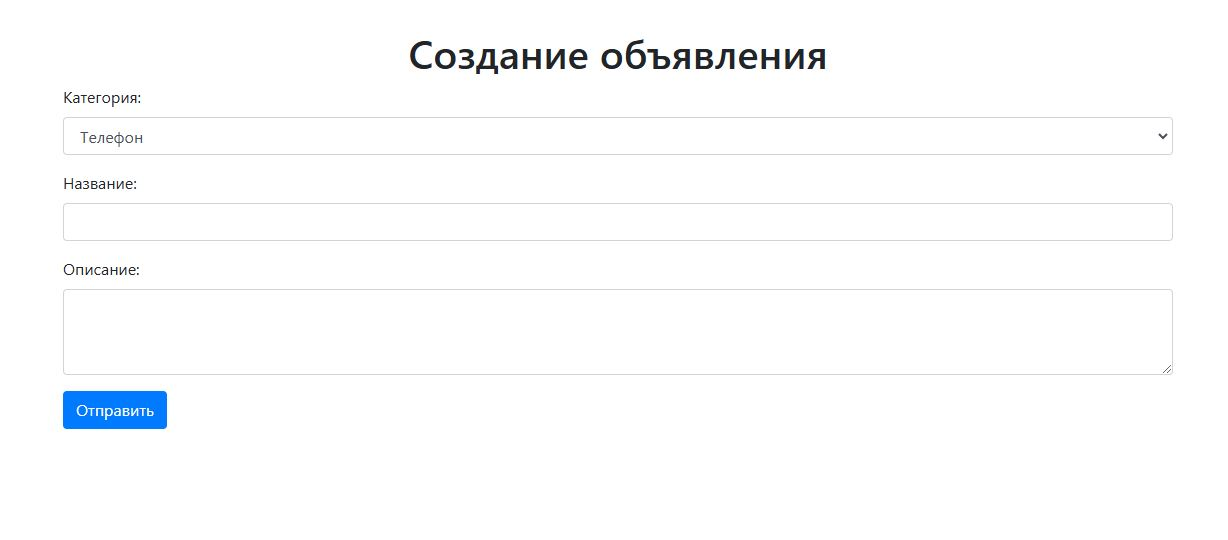 Создание объявления
Категория:
Телефон
Название:
Описание:
Отправить